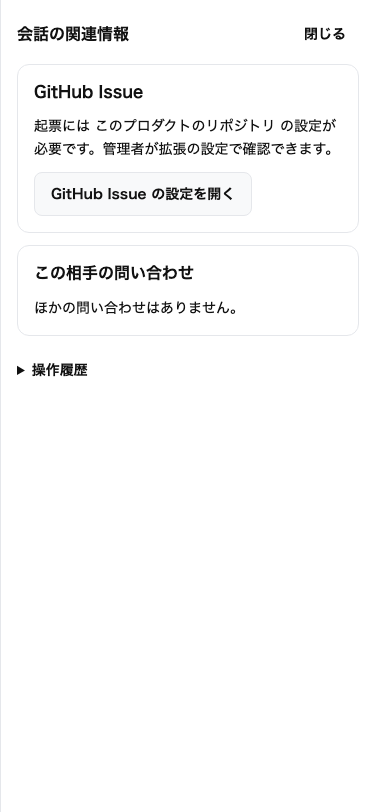 会話の関連情報
閉じる
GitHub Issue
起票には このプロダクトのリポジトリ の設定が
必要です。管理者が拡張の設定で確認できます。
GitHub Issue の設定を開く
この相手の問い合わせ
ほかの問い合わせはありません。
▶ 操作履歴